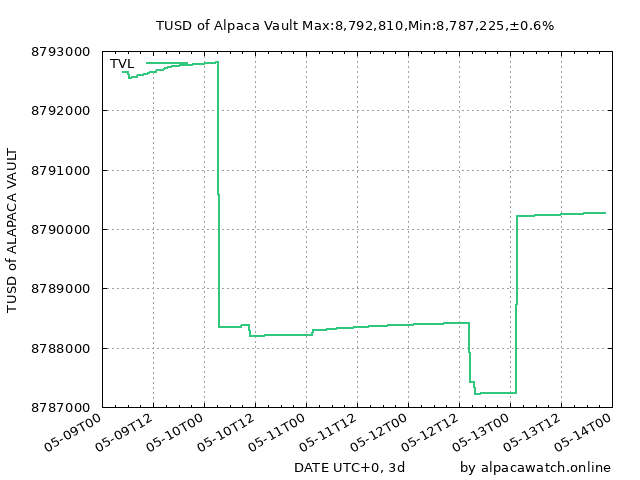 TUSD of Alpaca Vault Max:8,792,810,Min:8,787,225,±0.6%
8793000
TVL
8792000
8791000
8790000
8789000
8788000
8787000
TUSD of ALAPACA VAULT
05-09T00
05-09T12
05-10T00
05-10T12
05-11T00
05-11T12
05-12T00
05-12T12
05-13T00
05-13T12
05-14T00
DATE UTC+0, 3d
by alpacawatch.online